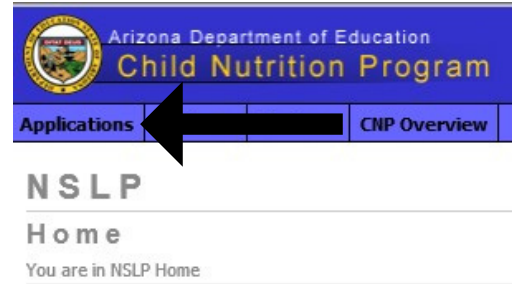 Arizona Department of Education
Child Nutrition Program
Applications CNP Overview
NSLP
Home
You are in NSLP Home